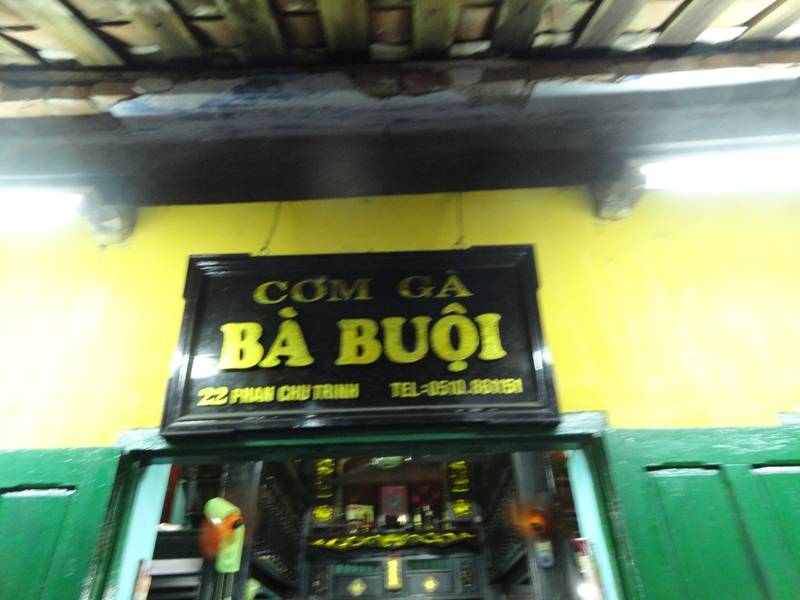 CƠM GÀ
BÀ BUỘI
22 PHAN CHU TRINH TEL=0510.861151